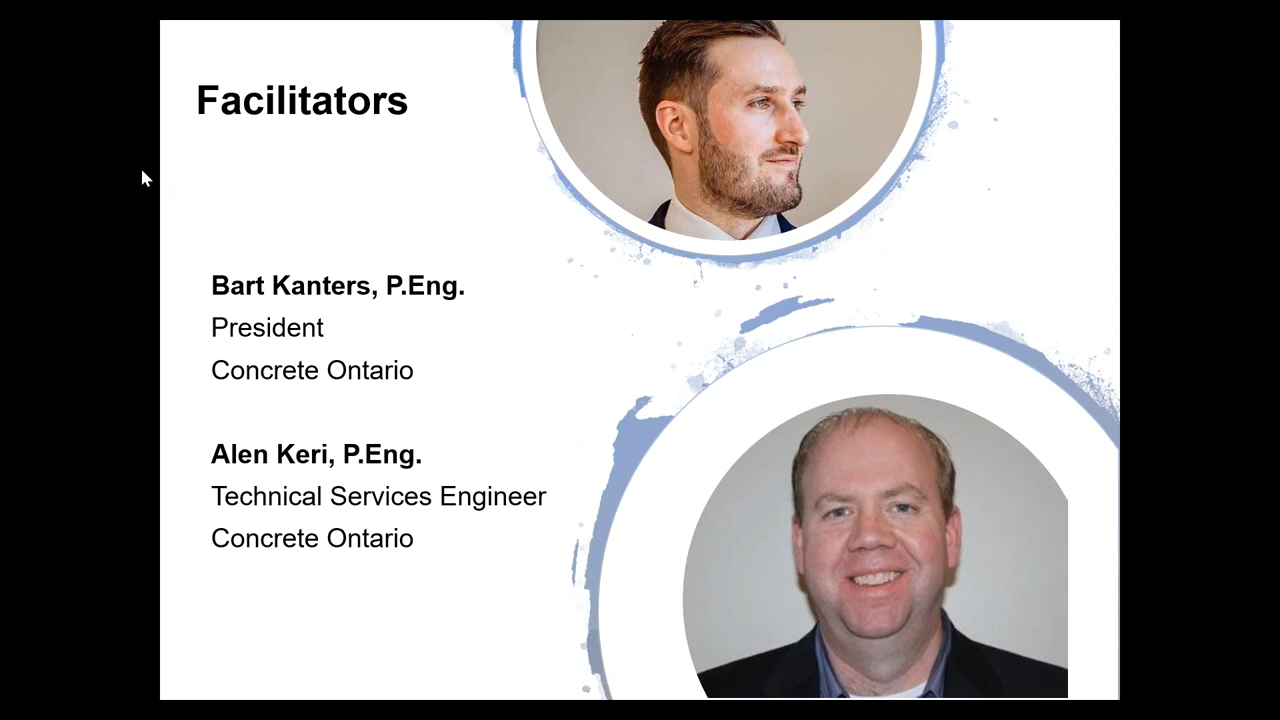 Facilitators
Bart Kanters, P.Eng.
President
Concrete Ontario
Alen Keri, P.Eng.
Technical Services Engineer
Concrete Ontario